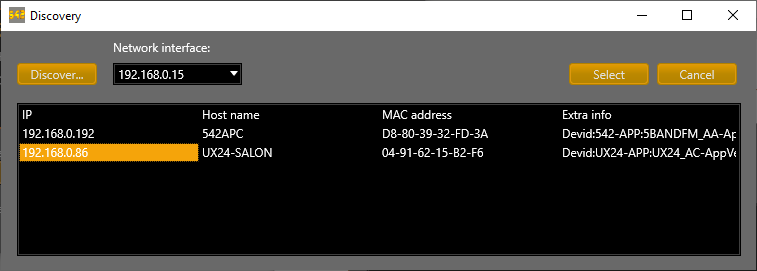 Discovery
Network interface:
Discover... 192.168.0.15 Select Cancel
IP Host name MAC address Extra info
192.168.0.192 542APC D8-80-39-32-FD-3A Devid:542-APP:5BANDFM_AA-Ap
192.168.0.86 UX24-SALON 04-91-62-15-B2-F6 Devid:UX24-APP:UX24_AC-AppVe